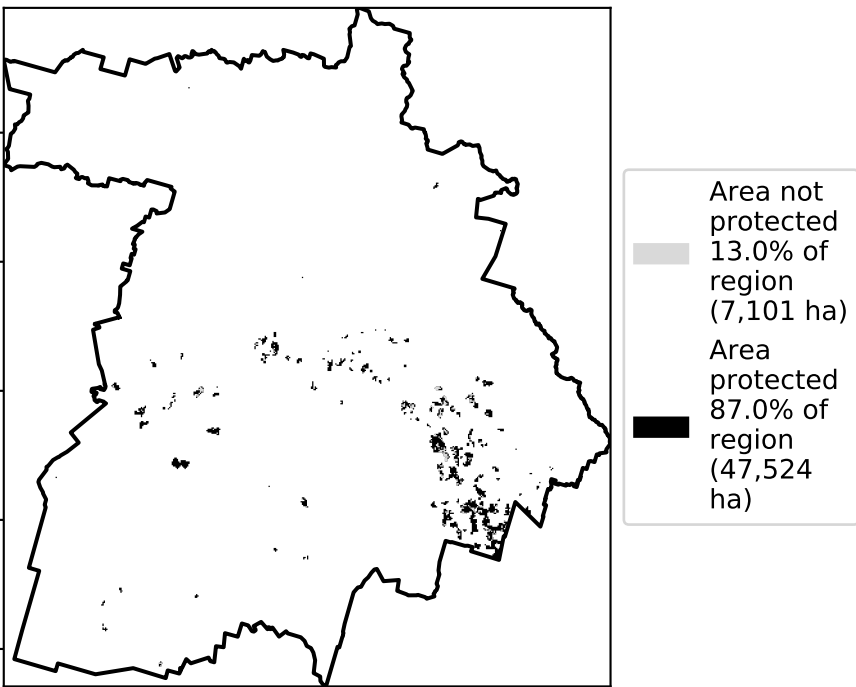 Area not
protected
13.0% of
region
(7,101 ha)
Area
protected
87.0% of
region
(47,524
ha)